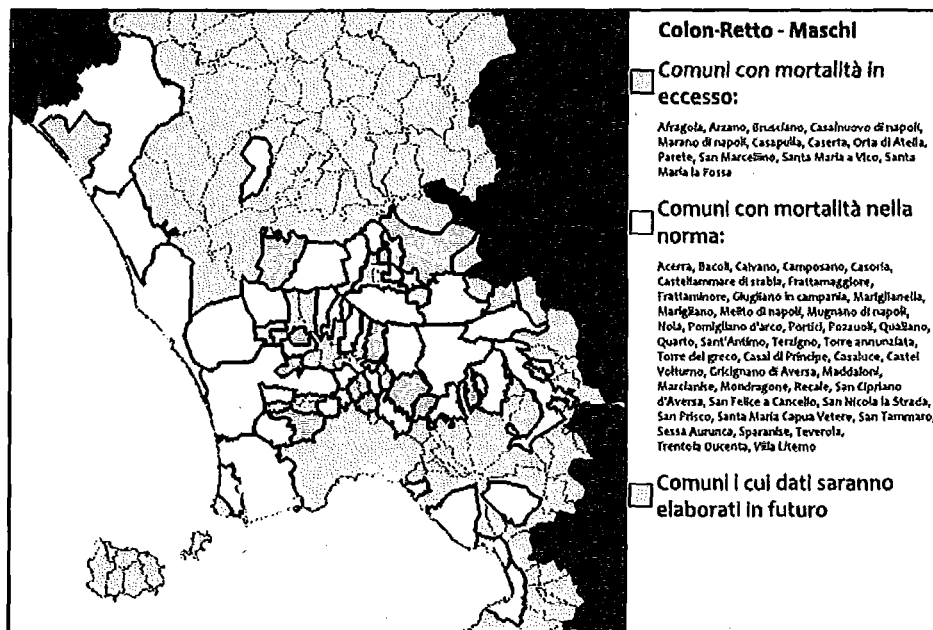 Colon-Retto - Maschi
Comuni con mortalità in
eccesso:
Afragola, Arzano, Brusciano, Casalnuovo di napoli,
Marano di napoli, Casapulla, Caserta, Orta di Atella,
Parete, San Marcellino, Santa Maria a Vico, Santa
Maria la Fossa
Comuni con mortalità nella
norma:
Acerra, Bacoli, Caivano, Camposano, Casoria,
Castellammare di stabia, Frattamaggiore,
Frattaminore, Giugliano in campania, Mariglianella,
Marigliano, Melito di napoli, Mugnano di napoli,
Nola, Pomigliano d'arco, Portici, Pozzuoli, Qualiano,
Quarto, Sant'Antimo, Terzigno, Torre annunziata,
Torre del greco, Casal di Principe, Casaluce, Castel
Volturno, Gricignano di Aversa, Maddaloni,
Marcianise, Mondragone, Recale, San Cipriano
d'Aversa, San Felice a Cancello, San Nicola la Strada,
San Prisco, Santa Maria Capua Vetere, San Tammaro,
Sessa Aurunca, Sparanise, Teverola,
Trentola Ducenta, Villa Literno
Comuni i cui dati saranno
elaborati in futuro